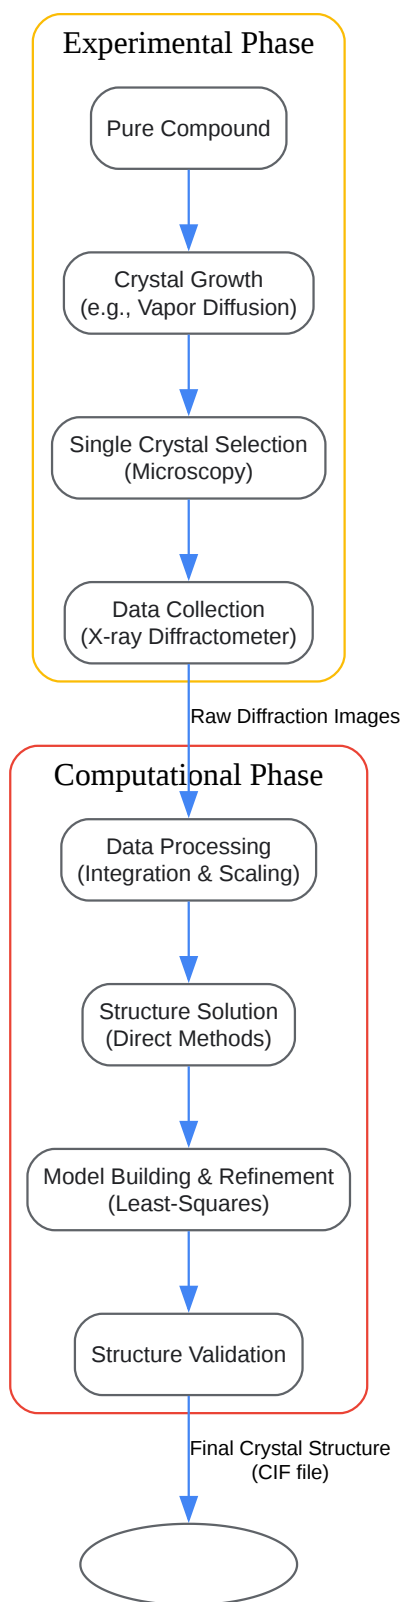 Experimental Phase
Pure Compound
Crystal Growth
(e.g., Vapor Diffusion)
Single Crystal Selection
(Microscopy)
Data Collection
(X-ray Diffractometer)
Raw Diffraction Images
Computational Phase
Data Processing
(Integration & Scaling)
Structure Solution
(Direct Methods)
Model Building & Refinement
(Least-Squares)
Structure Validation
Final Crystal Structure
(CIF file)